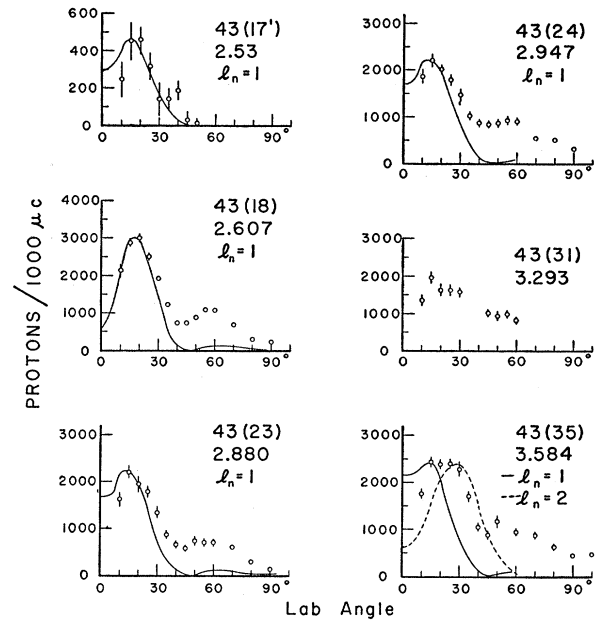 PROTONS/1000 μc
600
400
200
0
0 30 60 90°
43(17')
2.53
ℓn=1
3000
2000
1000
0
0 30 60 90°
43(24)
2.947
ℓn=1
4000
3000
2000
1000
0
0 30 60 90°
43(18)
2.607
ℓn=1
3000
2000
1000
0
0 30 60 90°
43(31)
3.293
3000
2000
1000
0
0 30 60 90°
43(23)
2.880
ℓn=1
3000
2000
1000
0
0 30 60 90°
43(35)
3.584
— ℓn=1
--- ℓn=2
Lab Angle